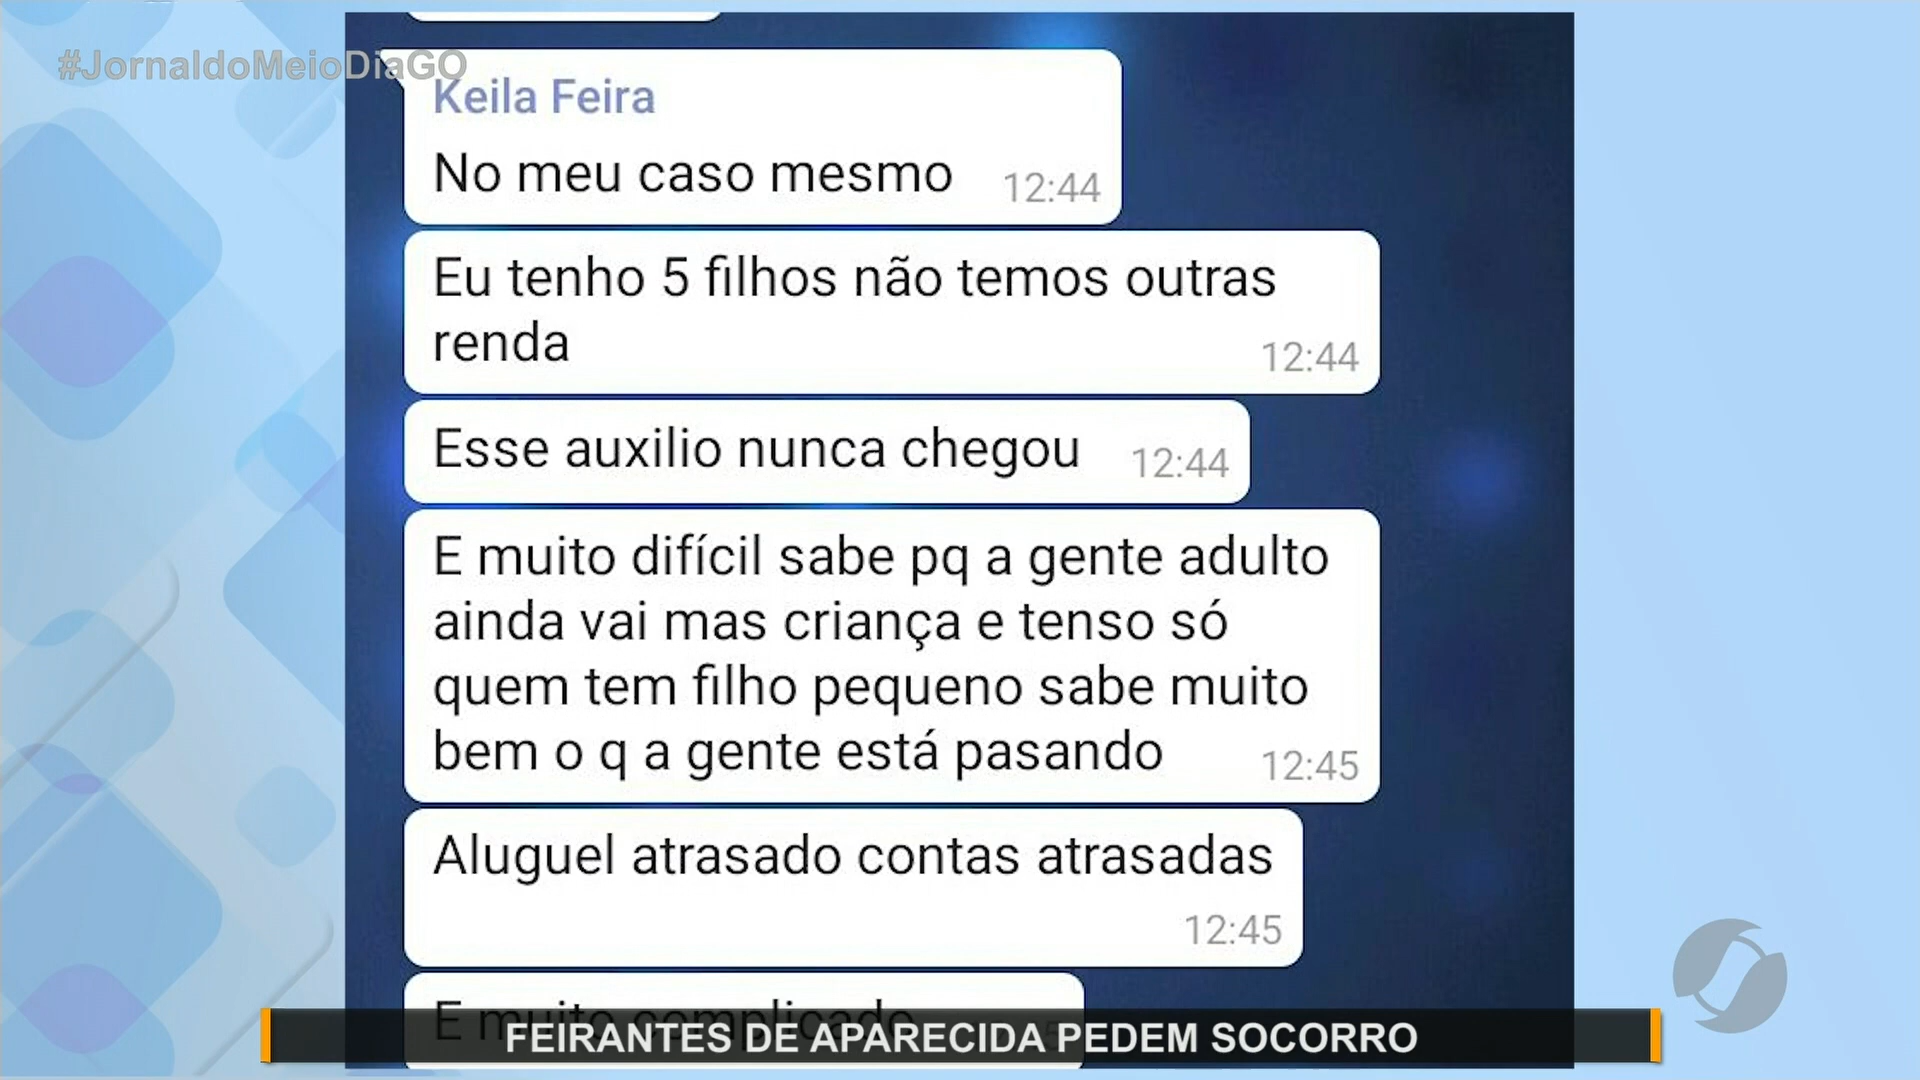 #JornaldoMeioDiaGO
Keila Feira
No meu caso mesmo 12:44
Eu tenho 5 filhos não temos outras
renda 12:44
Esse auxilio nunca chegou 12:44
E muito difícil sabe pq a gente adulto
ainda vai mas criança e tenso só
quem tem filho pequeno sabe muito
bem o q a gente está pasando 12:45
Aluguel atrasado contas atrasadas
12:45
E muito complicado
FEIRANTES DE APARECIDA PEDEM SOCORRO